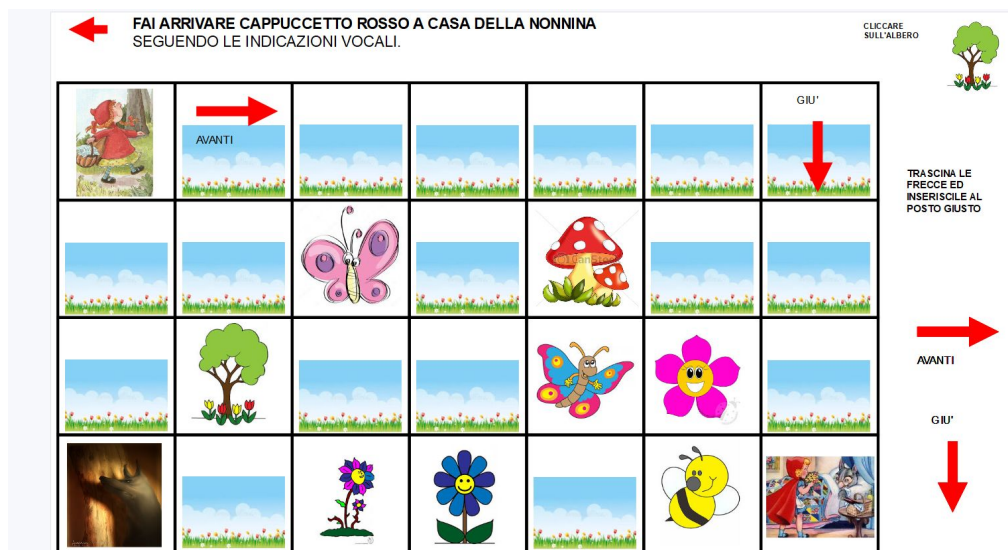 FAI ARRIVARE CAPPUCCETTO ROSSO A CASA DELLA NONNINA
SEGUENDO LE INDICAZIONI VOCALI.
CLICCARE
SULL'ALBERO
AVANTI
GIU'
TRASCINA LE
FRECCE ED
INSERISCILE AL
POSTO GIUSTO
AVANTI
GIU'